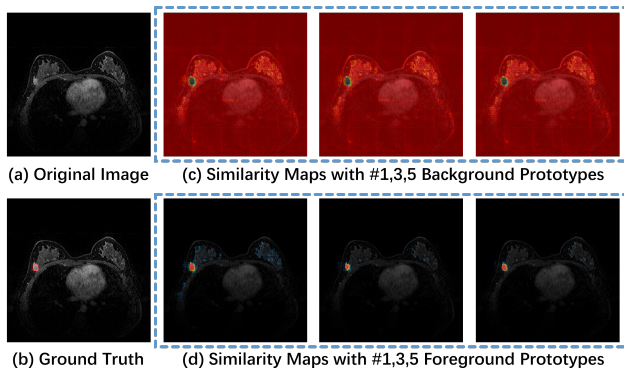 (a) Original Image
(c) Similarity Maps with #1,3,5 Background Prototypes
(b) Ground Truth
(d) Similarity Maps with #1,3,5 Foreground Prototypes